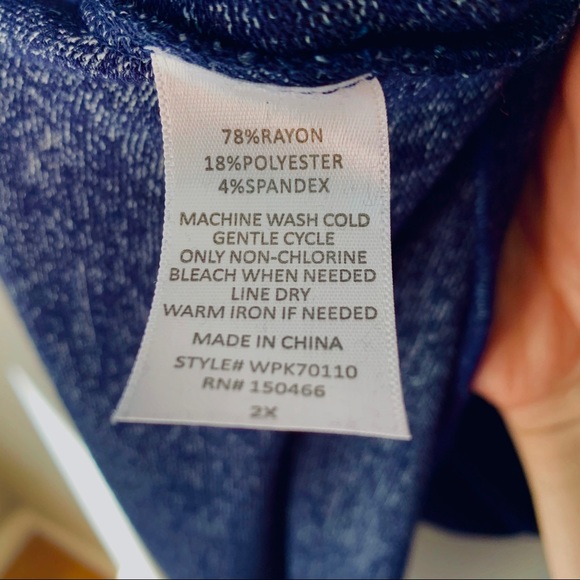 78%RAYON
18%POLYESTER
4%SPANDEX
MACHINE WASH COLD
GENTLE CYCLE
ONLY NON-CHLORINE
BLEACH WHEN NEEDED
LINE DRY
WARM IRON IF NEEDED
MADE IN CHINA
STYLE# WPK70110
RN# 150466
2X